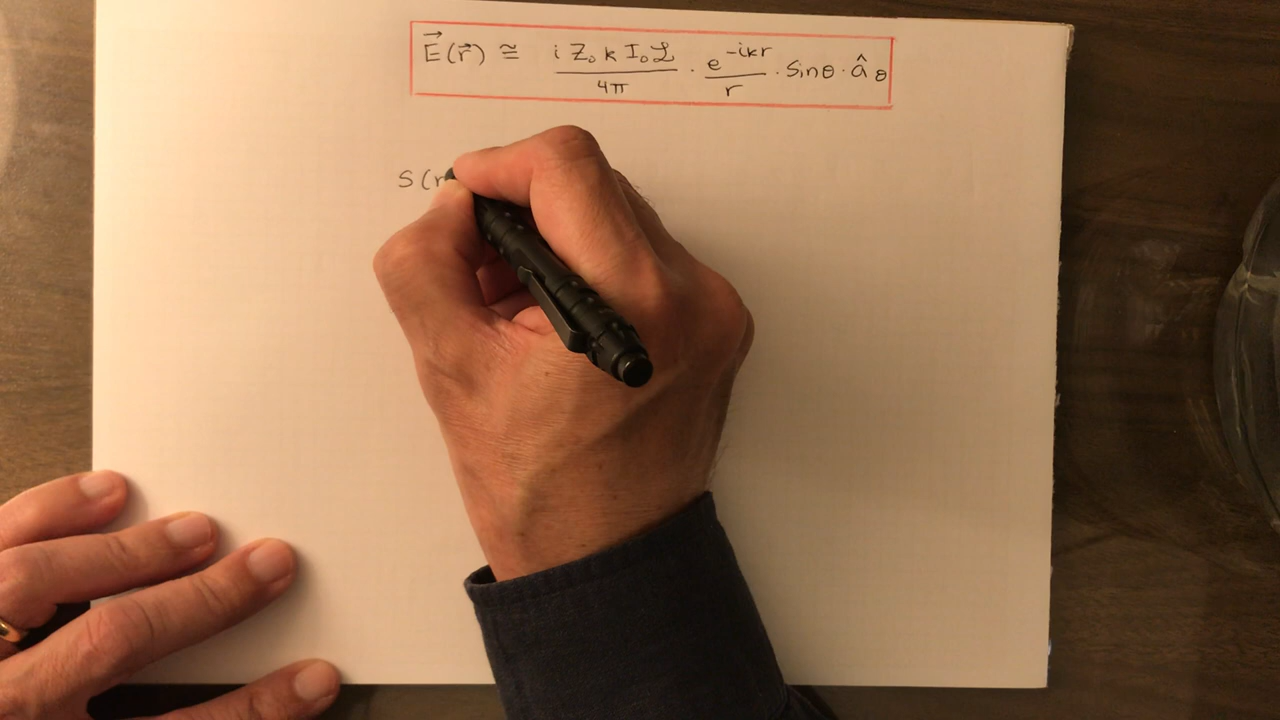 E⃗(r⃗) ≅ i Z₀ k I₀ ℒ / 4π · e^-ikr / r · Sinθ · â_θ
S(r